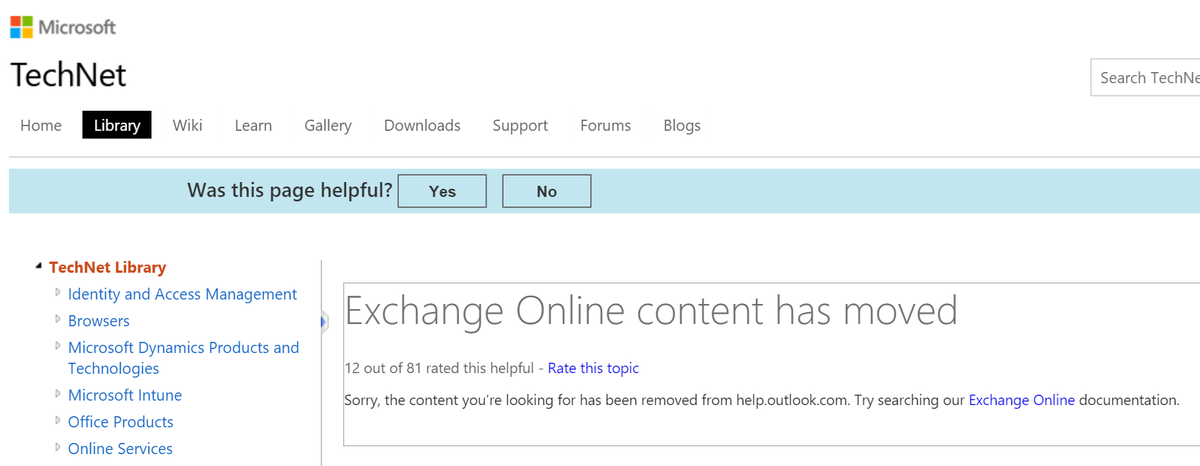 Microsoft
TechNet
Search TechNe
Home Library Wiki Learn Gallery Downloads Support Forums Blogs
Was this page helpful? Yes No
TechNet Library
Identity and Access Management
Browsers
Microsoft Dynamics Products and
Technologies
Microsoft Intune
Office Products
Online Services
Exchange Online content has moved
12 out of 81 rated this helpful - Rate this topic
Sorry, the content you're looking for has been removed from help.outlook.com. Try searching our Exchange Online documentation.